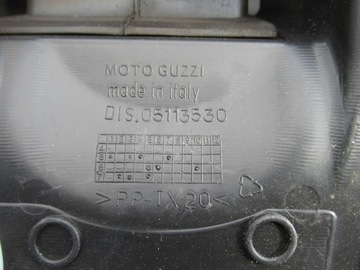 MOTO GUZZI
made in italy
DIS.05113530
>PP-TX20<